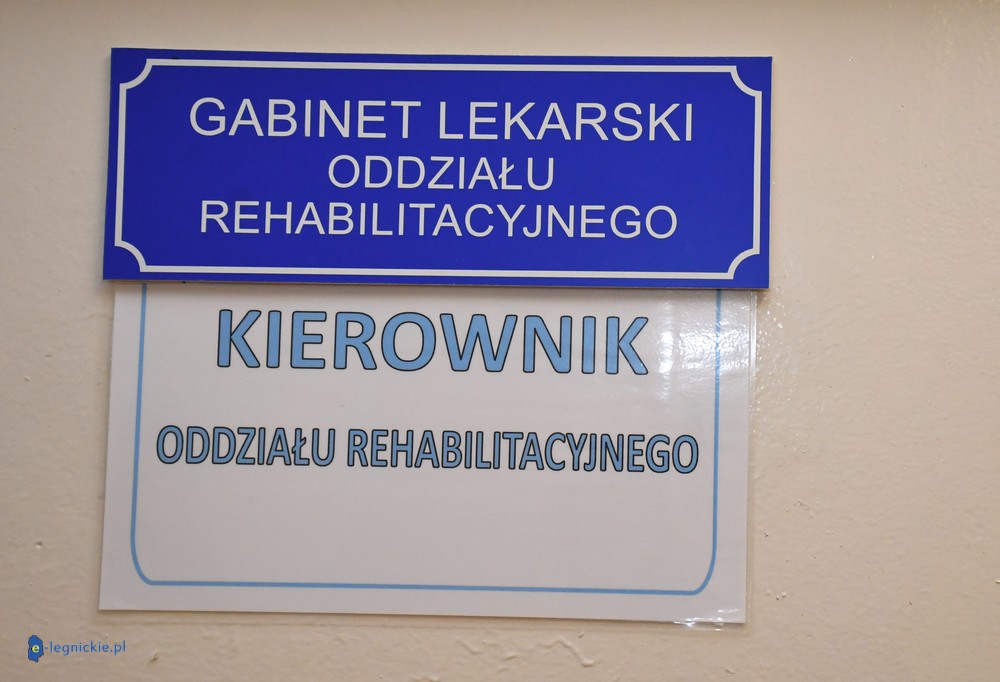 GABINET LEKARSKI
ODDZIAŁU
REHABILITACYJNEGO
KIEROWNIK
ODDZIAŁU REHABILITACYJNEGO
e-legnickie.pl